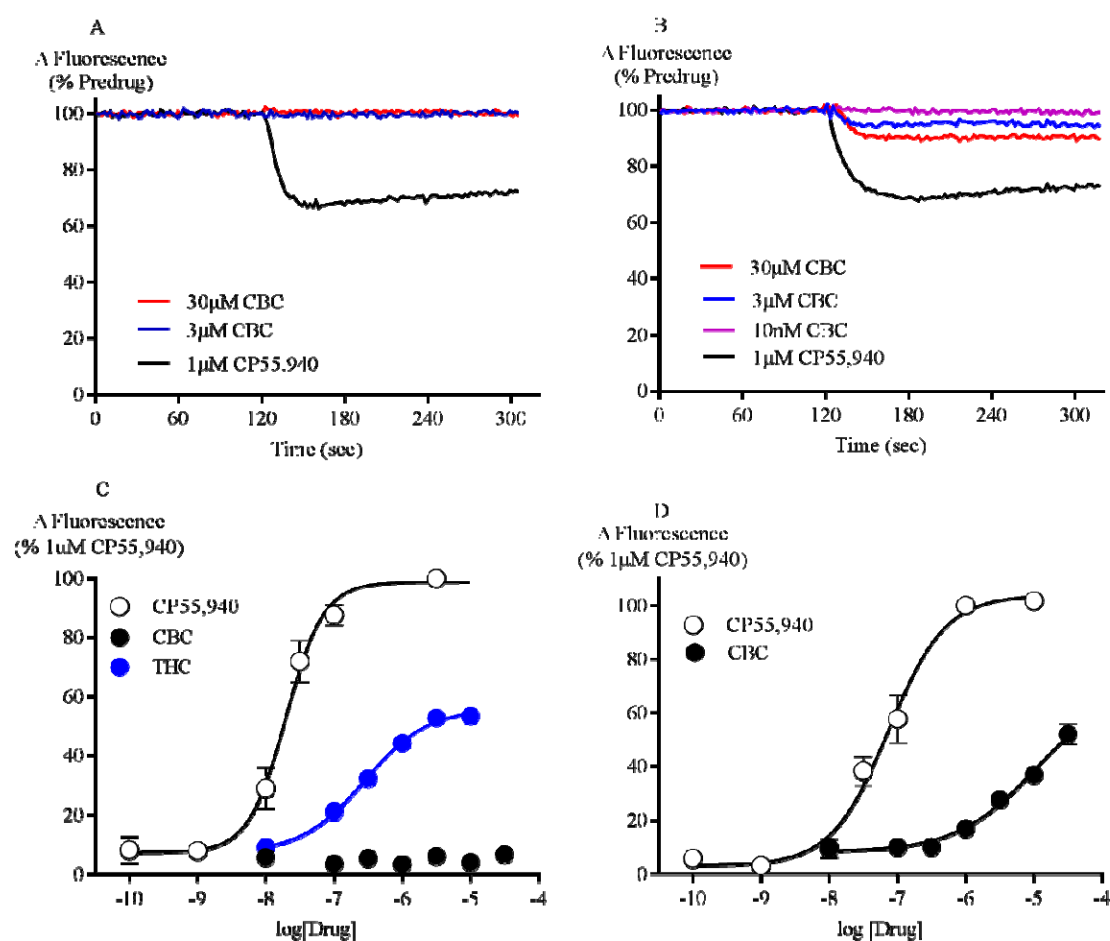 A
Δ Fluorescence
(% Predrug)
100
80
60
40
20
0
30μM CBC
3μM CBC
1μM CP55,940
0 60 120 180 240 300
Time (sec)
B
Δ Fluorescence
(% Predrug)
100
80
60
40
20
0
30μM CBC
3μM CBC
10nM CBC
1μM CP55,940
0 60 120 180 240 300
Time (sec)
C
Δ Fluorescence
(% 1uM CP55,940)
100
80
60
40
20
0
CP55,940
CBC
THC
-10 -9 -8 -7 -6 -5 -4
log[Drug]
D
Δ Fluorescence
(% 1μM CP55,940)
100
80
60
40
20
0
CP55,940
CBC
-10 -9 -8 -7 -6 -5 -4
log [Drug]